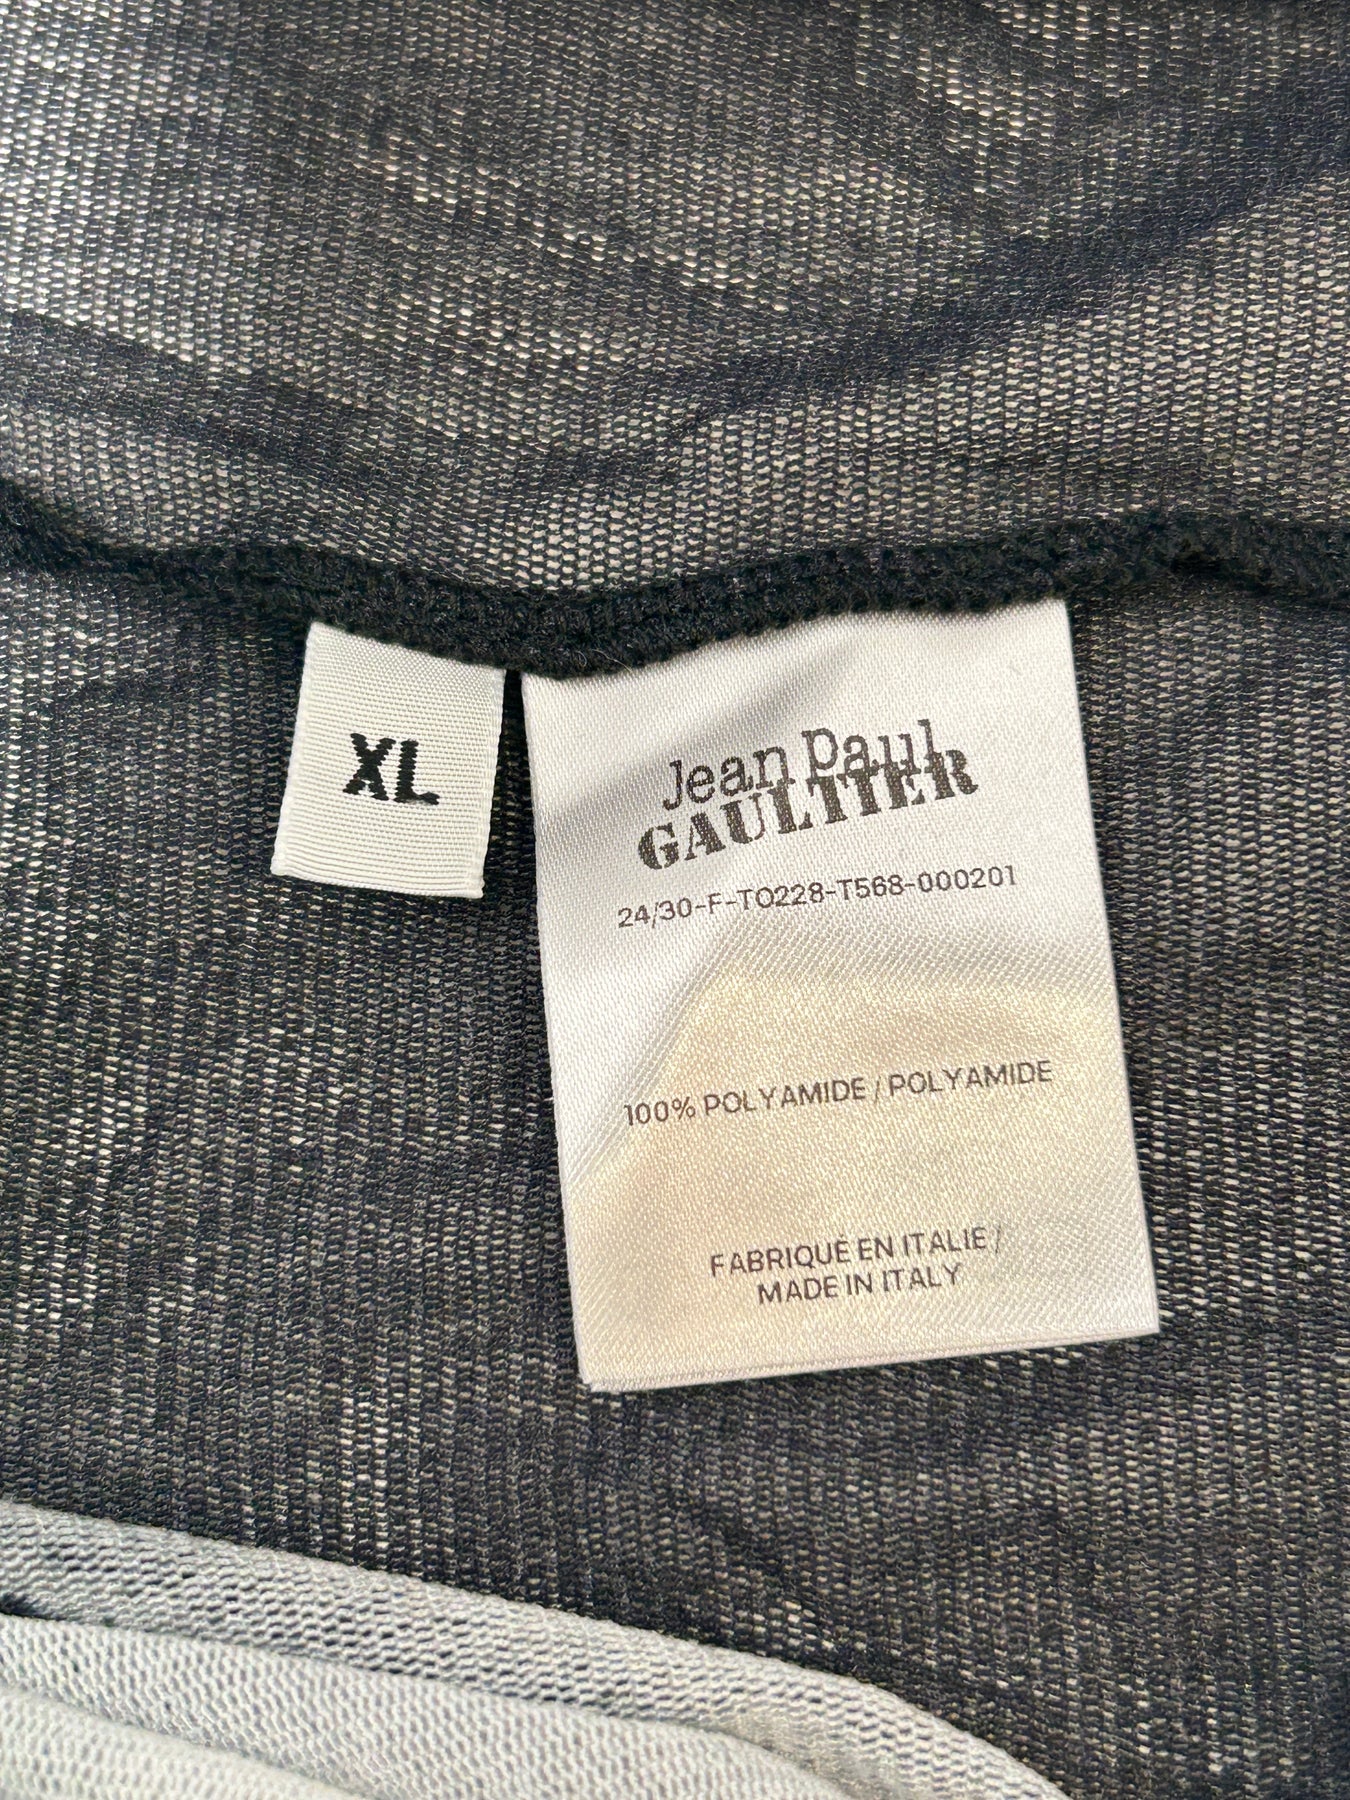 XL
Jean Paul
GAULTIER
24/30-F-TO228-T568-000201
100% POLYAMIDE / POLYAMIDE
FABRIQUÉ EN ITALIE /
MADE IN ITALY